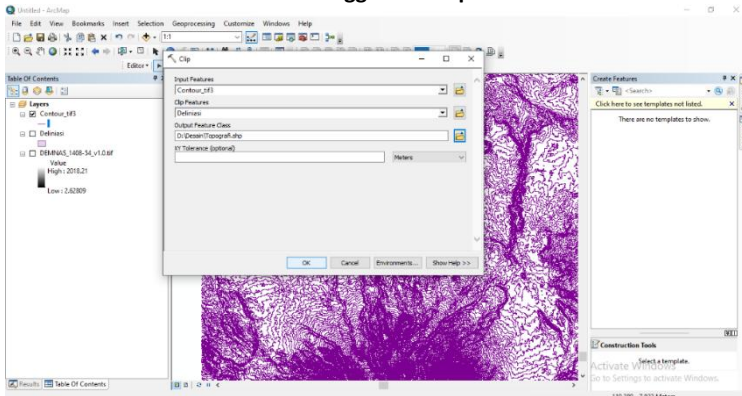 Untitled - ArcMap
File Edit View Bookmarks Insert Selection Geoprocessing Customize Windows Help
1:1
Editor
Table Of Contents
Layers
Contour_tif3
Delimiasi
DEMNAS_1408-34_v1.0.tif
Value
High : 2018.21
Low : 2.62809
Clip
Input Features
Contour_tif3
Clip Features
Delimiasi
Output Feature Class
D:\Dessin\Topografi.shp
XY Tolerance (optional)
Meters
OK Cancel Environments... Show Help >>
Create Features
<Search>
Click here to see templates not listed.
There are no templates to show.
Construction Tools
Select a template.
Activate Windows
Go to Settings to activate Windows.
Results Table Of Contents